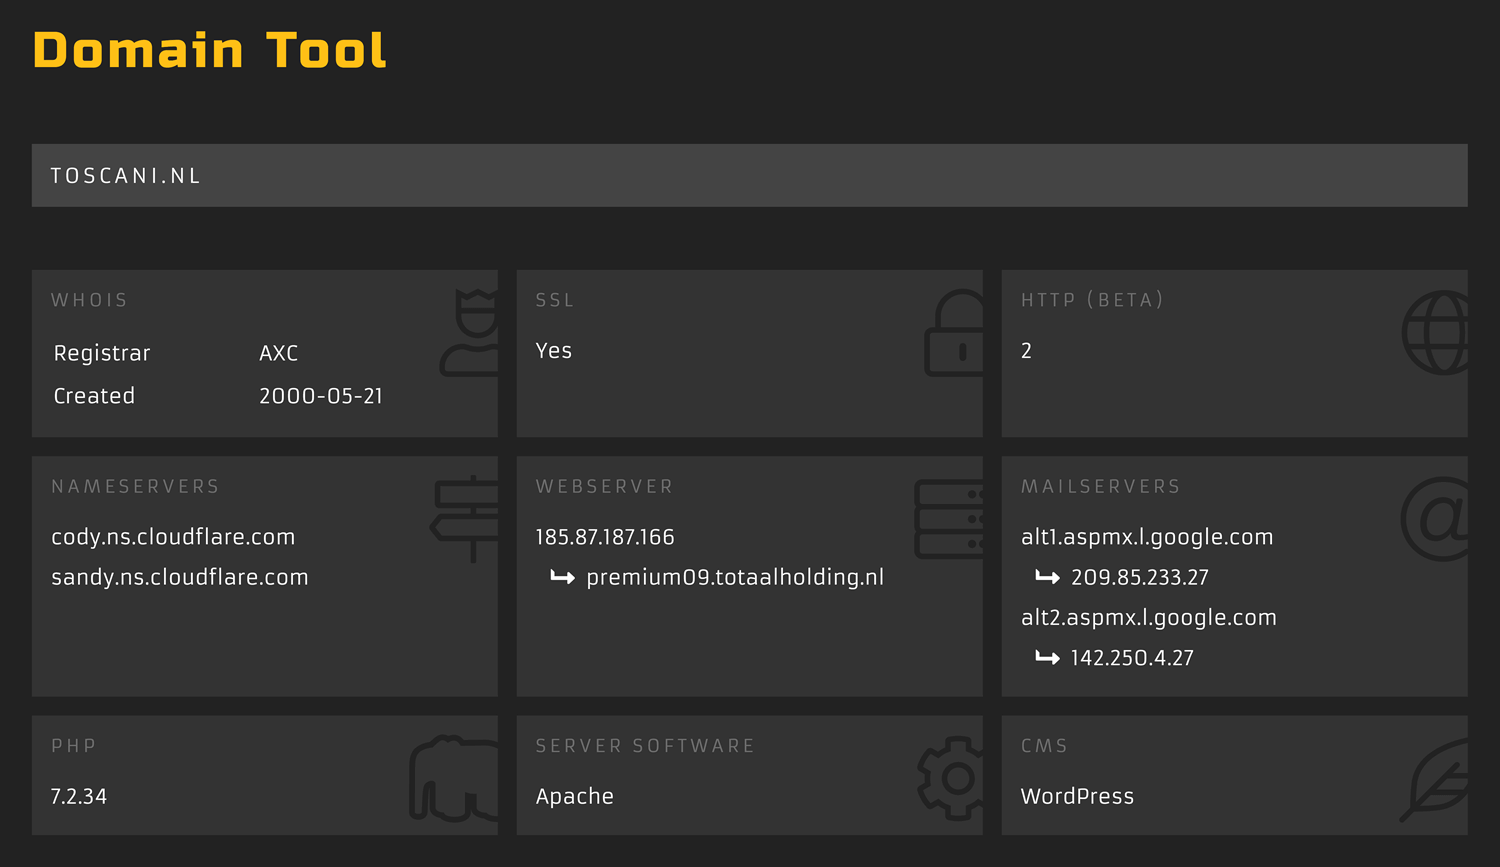 Domain Tool
TOSCANI.NL
WHOIS
Registrar AXC
Created 2000-05-21
SSL
Yes
HTTP (BETA)
2
NAMESERVERS
cody.ns.cloudflare.com
sandy.ns.cloudflare.com
WEBSERVER
185.87.187.166
premium09.totaalholding.nl
MAILSERVERS
alt1.aspmx.l.google.com
209.85.233.27
alt2.aspmx.l.google.com
142.250.4.27
PHP
7.2.34
SERVER SOFTWARE
Apache
CMS
WordPress